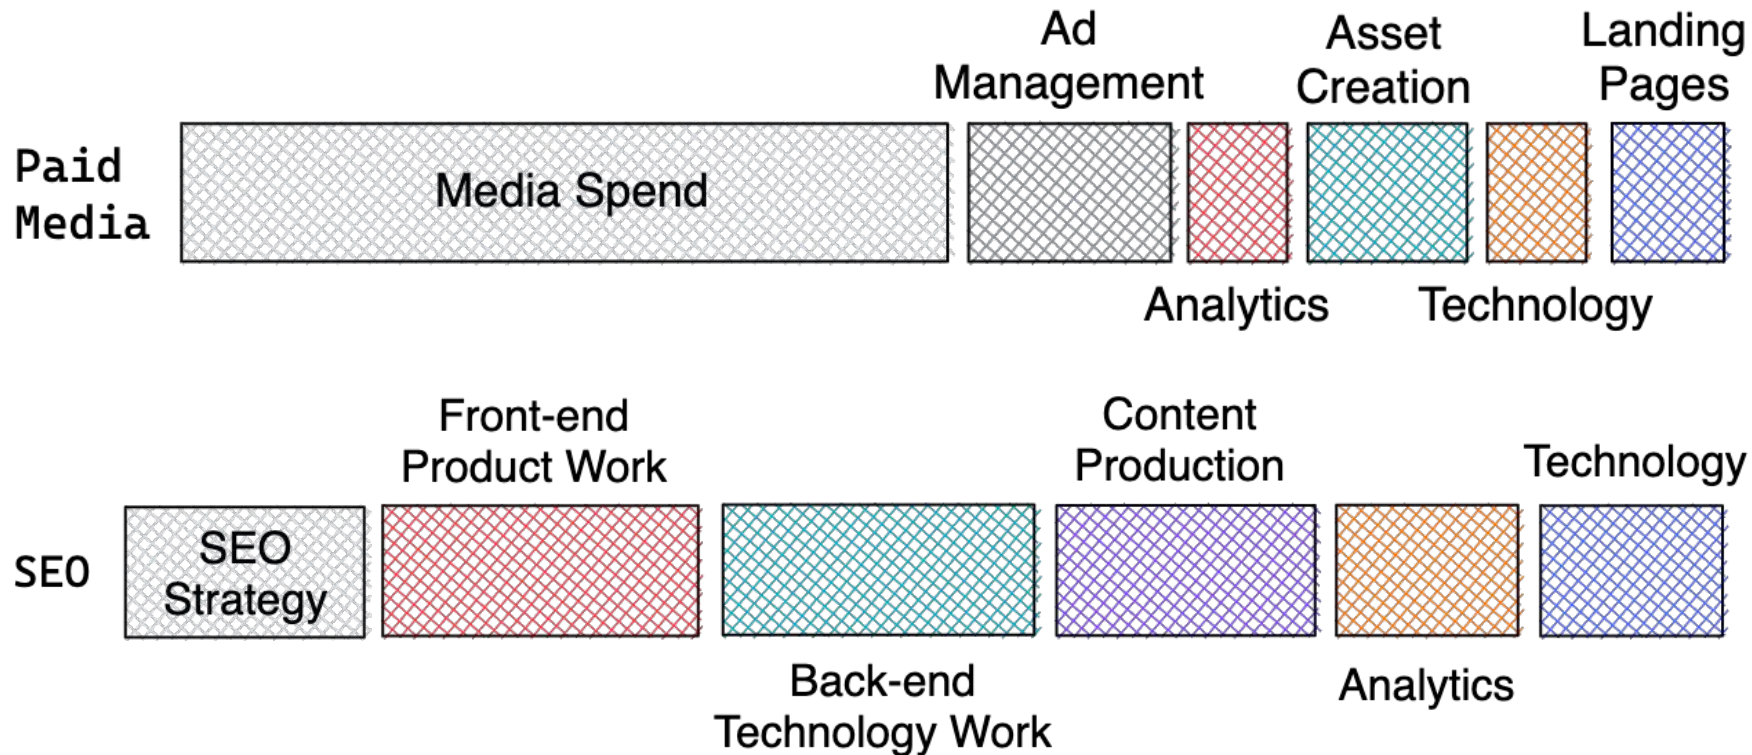 Ad
Management
Asset
Creation
Landing
Pages
Paid
Media
Media Spend
Analytics
Technology
Front-end
Product Work
Content
Production
Technology
SEO
SEO
Strategy
Back-end
Technology Work
Analytics